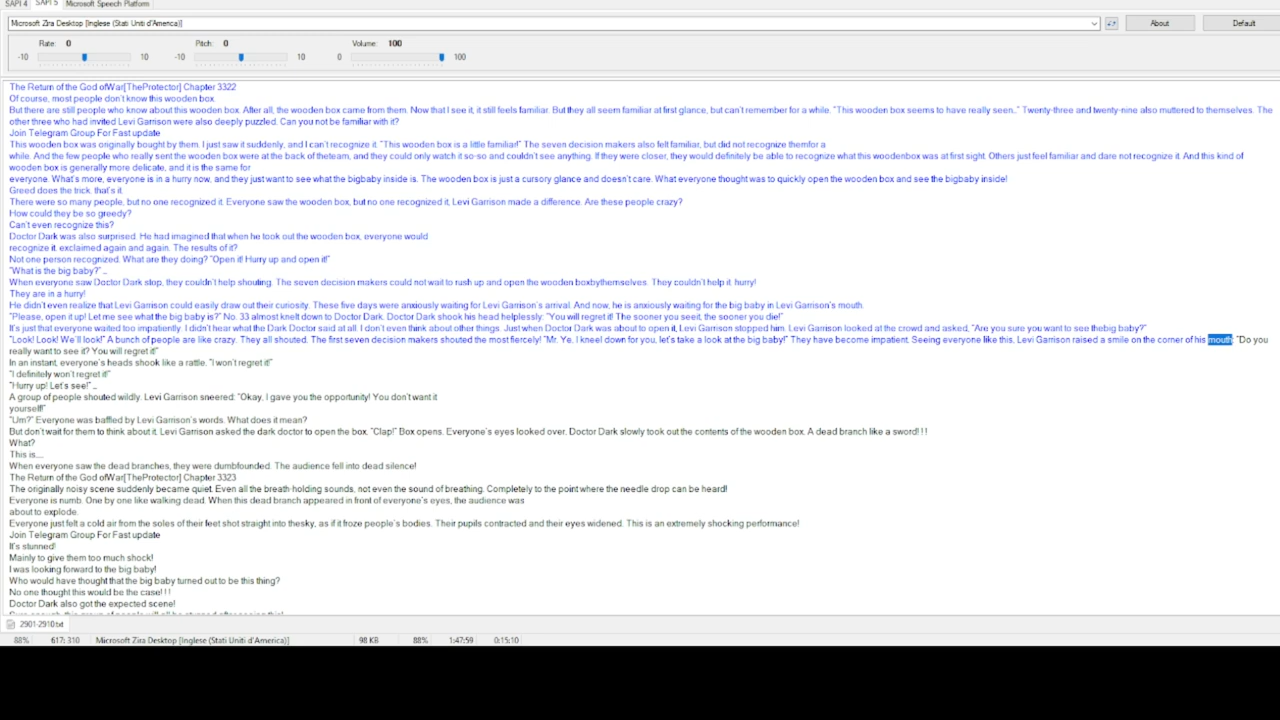 SAPI 4 SAPI 5 Microsoft Speech Platform
Microsoft Zira Desktop [Inglese (Stati Uniti d'America)] About Default
Rate: 0 Pitch: 0 Volume: 100
-10 10 -10 10 0 100
The Return of the God ofWar[TheProtector] Chapter 3322
Of course, most people don't know this wooden box.
But there are still people who know about this wooden box. After all, the wooden box came from them. Now that I see it, it still feels familiar. But they all seem familiar at first glance, but can't remember for a while. "This wooden box seems to have really seen..." Twenty-three and twenty-nine also muttered to themselves. The
other three who had invited Levi Garrison were also deeply puzzled. Can you not be familiar with it?
Join Telegram Group For Fast update
This wooden box was originally bought by them. I just saw it suddenly, and I can't recognize it. "This wooden box is a little familiar!" The seven decision makers also felt familiar, but did not recognize themfor a
while. And the few people who really sent the wooden box were at the back of theteam, and they could only watch it so-so and couldn't see anything. If they were closer, they would definitely be able to recognize what this woodenbox was at first sight. Others just feel familiar and dare not recognize it. And this kind of
wooden box is generally more delicate, and it is the same for
everyone. What's more, everyone is in a hurry now, and they just want to see what the bigbaby inside is. The wooden box is just a cursory glance and doesn't care. What everyone thought was to quickly open the wooden box and see the bigbaby inside!
Greed does the trick. that's it.
There were so many people, but no one recognized it. Everyone saw the wooden box, but no one recognized it, Levi Garrison made a difference. Are these people crazy?
How could they be so greedy?
Can't even recognize this?
Doctor Dark was also surprised. He had imagined that when he took out the wooden box, everyone would
recognize it. exclaimed again and again. The results of it?
Not one person recognized. What are they doing? "Open it! Hurry up and open it!"
"What is the big baby?" ..
When everyone saw Doctor Dark stop, they couldn't help shouting. The seven decision makers could not wait to rush up and open the wooden boxbythemselves. They couldn't help it. hurry!
They are in a hurry!
He didn't even realize that Levi Garrison could easily draw out their curiosity. These five days were anxiously waiting for Levi Garrison's arrival. And now, he is anxiously waiting for the big baby in Levi Garrison's mouth.
"Please, open it up! Let me see what the big baby is?" No. 33 almost knelt down to Doctor Dark. Doctor Dark shook his head helplessly: "You will regret it! The sooner you seeit, the sooner you die!"
It's just that everyone waited too impatiently. I didn't hear what the Dark Doctor said at all. I don't even think about other things. Just when Doctor Dark was about to open it, Levi Garrison stopped him. Levi Garrison looked at the crowd and asked, "Are you sure you want to see thebig baby?"
"Look! Look! We'll look!" A bunch of people are like crazy. They all shouted. The first seven decision makers shouted the most fiercely! "Mr. Ye, I kneel down for you, let's take a look at the big baby!" They have become impatient. Seeing everyone like this, Levi Garrison raised a smile on the corner of his mouth: "Do you
really want to see it? You will regret it!"
In an instant, everyone's heads shook like a rattle. "I won't regret it!"
"I definitely won't regret it!"
"Hurry up! Let's see!" ..
A group of people shouted wildly. Levi Garrison sneered: "Okay, I gave you the opportunity! You don't want it
yourself!"
"Um?" Everyone was baffled by Levi Garrison's words. What does it mean?
But don't wait for them to think about it. Levi Garrison asked the dark doctor to open the box. "Clap!" Box opens. Everyone's eyes looked over. Doctor Dark slowly took out the contents of the wooden box. A dead branch like a sword! ! !
What?
This is....
When everyone saw the dead branches, they were dumbfounded. The audience fell into dead silence!
The Return of the God ofWar[TheProtector] Chapter 3323
The originally noisy scene suddenly became quiet. Even all the breath-holding sounds, not even the sound of breathing. Completely to the point where the needle drop can be heard!
Everyone is numb. One by one like walking dead. When this dead branch appeared in front of everyone's eyes, the audience was
about to explode.
Everyone just felt a cold air from the soles of their feet shot straight into thesky, as if it froze people's bodies. Their pupils contracted and their eyes widened. This is an extremely shocking performance!
Join Telegram Group For Fast update
It's stunned!
Mainly to give them too much shock!
I was looking forward to the big baby!
Who would have thought that the big baby turned out to be this thing?
No one thought this would be the case! ! !
Doctor Dark also got the expected scene!
2901-2910.txt
88% 617: 310 Microsoft Zira Desktop [Inglese (Stati Uniti d'America)] 98 KB 88% 1:47:59 0:15:10